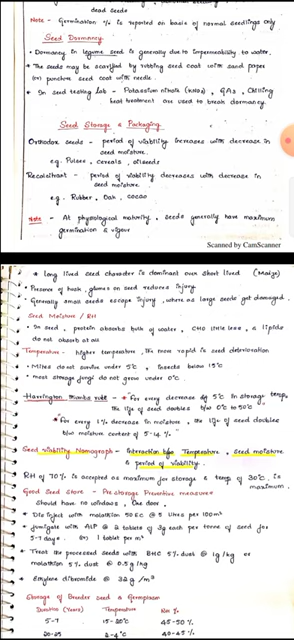 dead seeds
Note - Germination % is reported on basis of normal seedlings only
Seed Dormancy
• Dormancy in legume seed is generally due to impermeability to water.
• The seeds may be scarified by rubbing seed coat with sand paper
(or) puncture seed coat with needle.
• In seed testing lab - Potassium nitrate (KNO3), GA3, Chilling
heat treatment are used to break dormancy.
Seed Storage & Packaging
Orthodox seeds - period of viability increases with decrease in
seed moisture.
e.g. Pulses, Cereals, oilseeds
Recalcitrant - period of viability decreases with decrease in
seed moisture.
e.g. Rubber, Oak, cocao
Note - At physiological maturity, seeds generally have maximum
germination & vigour
Scanned by CamScanner
* long lived seed character is dominant over short lived (Maize)
• Presence of husk, glumes on seed reduces injury
• Generally small seeds escape injury, where as large seeds get damaged.
Seed Moisture / RH
• In seed, protein absorbs bulk of water, CHO little less, & lipids
do not absorb at all
Temperature - higher temperature, the more rapid is seed deterioration
• Mites do not survive under 5°C, insects below 15°C
• most storage fungi do not grow under 0°C.
Harrington thumbs rule - • For every decrease of 5°C in storage temp,
the life of seed doubles b/w 0°C to 50°C
• For every 1% decrease in moisture, the life of seed doubles
b/w moisture content of 5-14%
Seed viability Nomograph - Interaction b/w Temperature, seed moisture
& period of viability.
RH of 70% is accepted as maximum for storage & temp of 30°C is
maximum.
Good Seed Store - Pre storage Preventive measures
should have no windows, One door,
• Disinfect with malathion 50 EC @ 5 litres per 100m²
• fumigate with AlP @ 2 tablets of 3g each per tonne of seed for
5-7 days. (or) 1 tablet per m³
• Treat the processed seeds with BHC 5% dust @ 1g/kg or
malathion 5% dust @ 0.5g/kg
• Ethylene dibromide @ 32g/m³
Storage of Breeder seed & Germplasm
Duration (Years) Temperature RH %
5-7 15-20°C 45-50%
20-25 2-4°C 40-45%